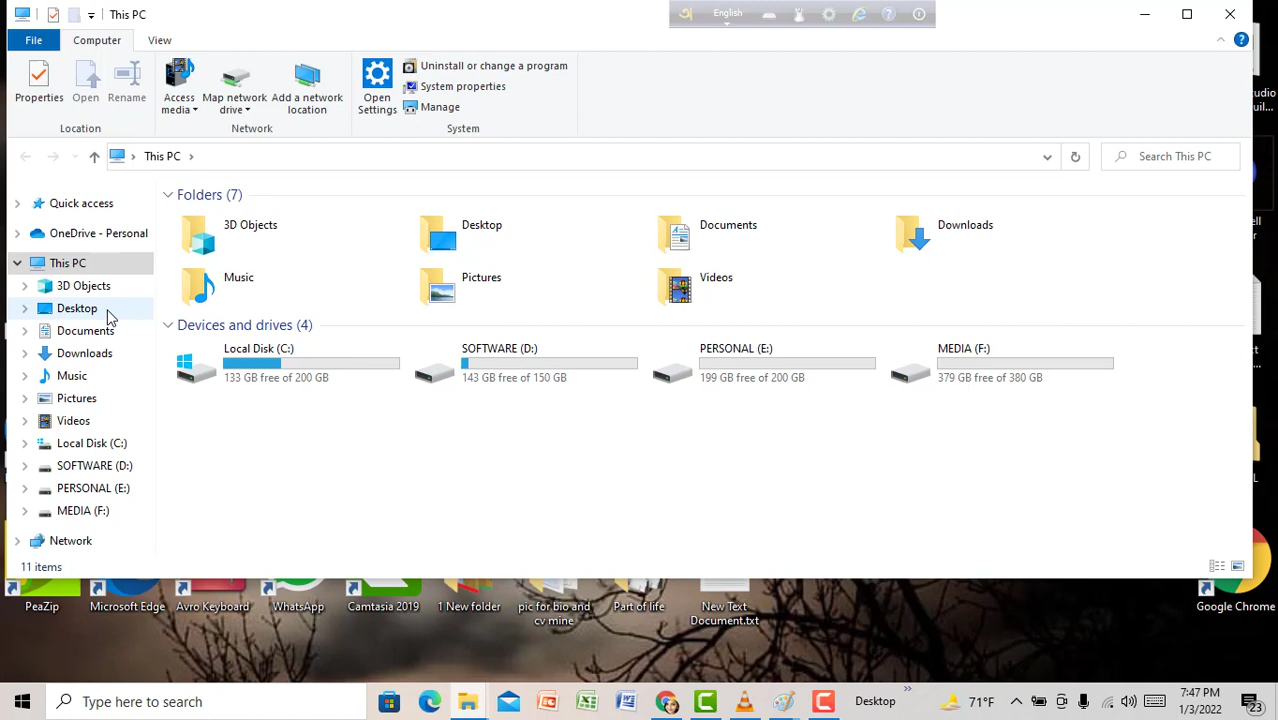 This PC
English
File
Computer
View
Properties
Open
Rename
Access media
Map network drive
Add a network location
Open Settings
Uninstall or change a program
System properties
Manage
Location
Network
System
This PC
Search This PC
Quick access
OneDrive - Personal
This PC
3D Objects
Desktop
Documents
Downloads
Music
Pictures
Videos
Local Disk (C:)
SOFTWARE (D:)
PERSONAL (E:)
MEDIA (F:)
Network
Folders (7)
3D Objects
Desktop
Documents
Downloads
Music
Pictures
Videos
Devices and drives (4)
Local Disk (C:)
133 GB free of 200 GB
SOFTWARE (D:)
143 GB free of 150 GB
PERSONAL (E:)
199 GB free of 200 GB
MEDIA (F:)
379 GB free of 380 GB
11 items
PeaZip
Microsoft Edge
Avro Keyboard
WhatsApp
Camtasia 2019
1 New folder
pic for bio and cv mine
Part of life
New Text Document.txt
Google Chrome
Type here to search
Desktop
71°F
7:47 PM
1/3/2022
23